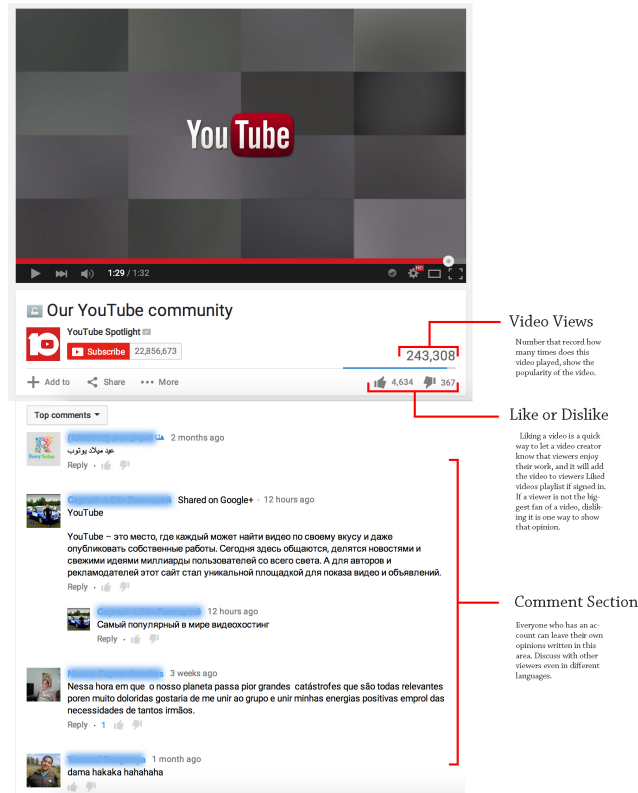 You Tube
1:29 / 1:32
HD
Our YouTube community
10
YouTube Spotlight
Subscribe 22,856,673
243,308
Add to Share More
4,634 367
Top comments
هنا 2 months ago
عيد ميلاد يوتوب
Reply
Shared on Google+ · 12 hours ago
YouTube
YouTube – это место, где каждый может найти видео по своему вкусу и даже
опубликовать собственные работы. Сегодня здесь общаются, делятся новостями и
свежими идеями миллиарды пользователей со всего света. А для авторов и
рекламодателей этот сайт стал уникальной площадкой для показа видео и объявлений.
Reply
12 hours ago
Самый популярный в мире видеохостинг
Reply
3 weeks ago
Nessa hora em que o nosso planeta passa pior grandes catástrofes que são todas relevantes
poren muito doloridas gostaria de me unir ao grupo e unir minhas energias positivas emprol das
necessidades de tantos irmãos.
Reply · 1
1 month ago
dama hakaka hahahaha
Video Views
Number that record how
many times does this
video played, show the
popularity of the video.
Like or Dislike
Liking a video is a quick
way to let a video creator
know that viewers enjoy
their work, and it will add
the video to viewers Liked
videos playlist if signed in.
If a viewer is not the big-
gest fan of a video, dislik-
ing it is one way to show
that opinion.
Comment Section
Everyone who has an ac-
count can leave their own
opinions written in this
area. Discuss with other
viewers even in different
languages.